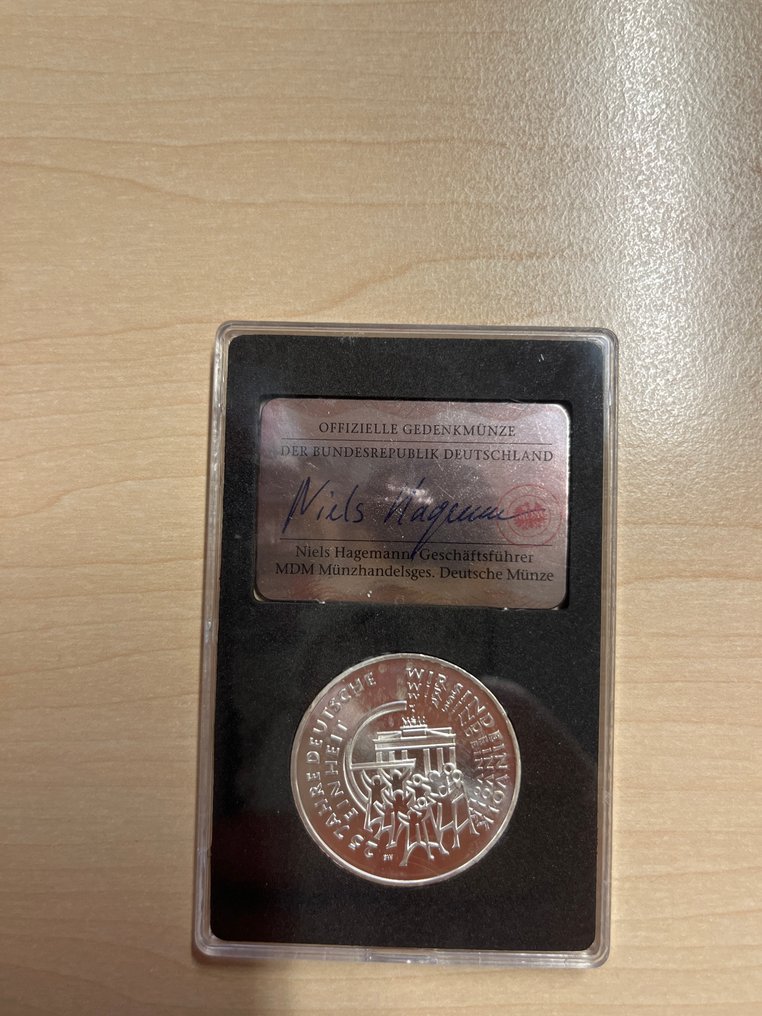 OFFIZIELLE GEDENKMÜNZE
DER BUNDESREPUBLIK DEUTSCHLAND
Niels Hagemann
Niels Hagemann, Geschäftsführer
MDM Münzhandelsges. Deutsche Münze
25 JAHRE DEUTSCHE
EINHEIT
WIR SIND EIN VOLK